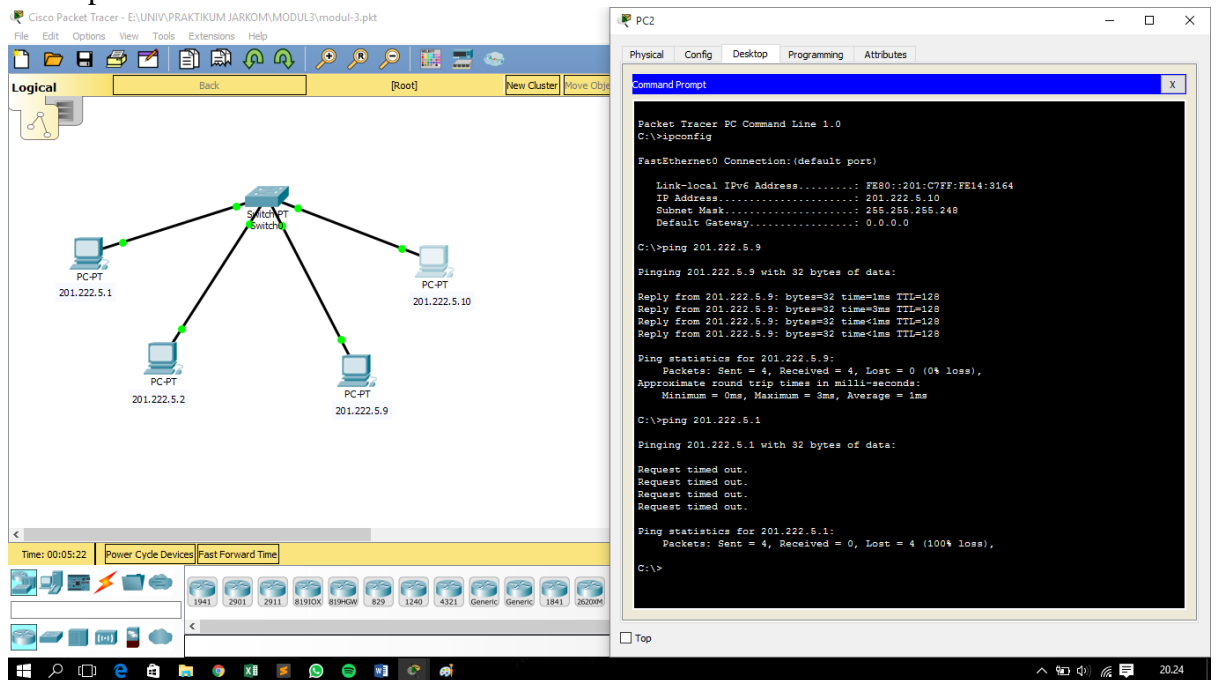 Cisco Packet Tracer - E:\UNIV\PRAKTIKUM JARKOM\MODUL3\modul-3.pkt
File Edit Options View Tools Extensions Help
Logical
Back
[Root]
New Cluster
Move Obje
Switch-PT
Switch0
PC-PT
201.222.5.1
PC-PT
201.222.5.10
PC-PT
201.222.5.2
PC-PT
201.222.5.9
Time: 00:05:22
Power Cycle Devices
Fast Forward Time
1941 2901 2911 819IOX 819HGW 829 1240 4321 Generic Generic 1841 2620XM
PC2
Physical Config Desktop Programming Attributes
Command Prompt
X
Packet Tracer PC Command Line 1.0
C:\>ipconfig
FastEthernet0 Connection:(default port)
Link-local IPv6 Address.........: FE80::201:C7FF:FE14:3164
IP Address......................: 201.222.5.10
Subnet Mask.....................: 255.255.255.248
Default Gateway.................: 0.0.0.0
C:\>ping 201.222.5.9
Pinging 201.222.5.9 with 32 bytes of data:
Reply from 201.222.5.9: bytes=32 time=1ms TTL=128
Reply from 201.222.5.9: bytes=32 time=3ms TTL=128
Reply from 201.222.5.9: bytes=32 time<1ms TTL=128
Reply from 201.222.5.9: bytes=32 time<1ms TTL=128
Ping statistics for 201.222.5.9:
Packets: Sent = 4, Received = 4, Lost = 0 (0% loss),
Approximate round trip times in milli-seconds:
Minimum = 0ms, Maximum = 3ms, Average = 1ms
C:\>ping 201.222.5.1
Pinging 201.222.5.1 with 32 bytes of data:
Request timed out.
Request timed out.
Request timed out.
Request timed out.
Ping statistics for 201.222.5.1:
Packets: Sent = 4, Received = 0, Lost = 4 (100% loss),
C:\>
Top
20.24